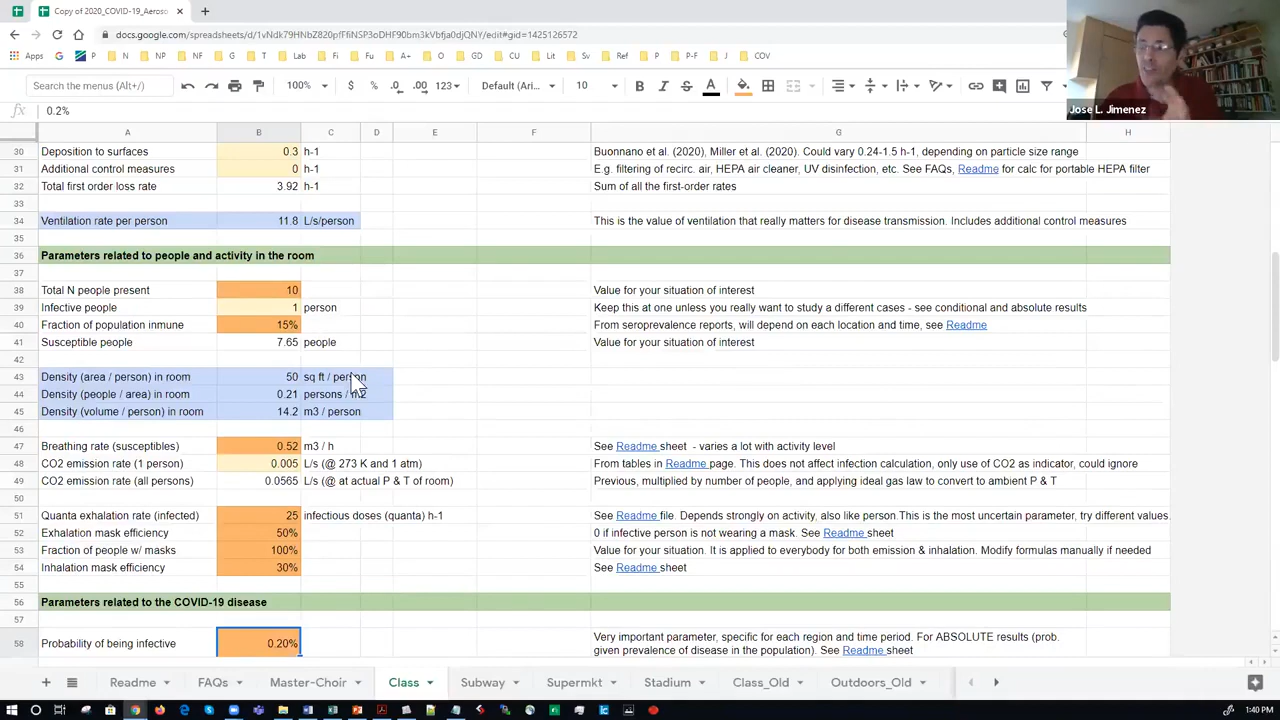 Copy of 2020_COVID-19_Aeros
docs.google.com/spreadsheets/d/1vNdk79HNbZ820pfFfiNSP3oDHF90bm3kVbfja0djQNY/edit#gid=1425126572
Apps P N NP NF G T Lab Fi Fu A+ O GD CU Lit Sv Ref P P-F J COV
Search the menus (Alt+/) 100% $ % .0 .00 123 Default (Ari... 10 B I S A
Jose L. Jimenez
fx 0.2%
A B C D E F G H
30 Deposition to surfaces 0.3 h-1 Buonnano et al. (2020), Miller et al. (2020). Could vary 0.24-1.5 h-1, depending on particle size range
31 Additional control measures 0 h-1 E.g. filtering of recirc. air, HEPA air cleaner, UV disinfection, etc. See FAQs, Readme for calc for portable HEPA filter
32 Total first order loss rate 3.92 h-1 Sum of all the first-order rates
33
34 Ventilation rate per person 11.8 L/s/person This is the value of ventilation that really matters for disease transmission. Includes additional control measures
35
36 Parameters related to people and activity in the room
37
38 Total N people present 10 Value for your situation of interest
39 Infective people 1 person Keep this at one unless you really want to study a different cases - see conditional and absolute results
40 Fraction of population inmune 15% From seroprevalence reports, will depend on each location and time, see Readme
41 Susceptible people 7.65 people Value for your situation of interest
42
43 Density (area / person) in room 50 sq ft / person
44 Density (people / area) in room 0.21 persons / m2
45 Density (volume / person) in room 14.2 m3 / person
46
47 Breathing rate (susceptibles) 0.52 m3 / h See Readme sheet - varies a lot with activity level
48 CO2 emission rate (1 person) 0.005 L/s (@ 273 K and 1 atm) From tables in Readme page. This does not affect infection calculation, only use of CO2 as indicator, could ignore
49 CO2 emission rate (all persons) 0.0565 L/s (@ at actual P & T of room) Previous, multiplied by number of people, and applying ideal gas law to convert to ambient P & T
50
51 Quanta exhalation rate (infected) 25 infectious doses (quanta) h-1 See Readme file. Depends strongly on activity, also like person.This is the most uncertain parameter, try different values.
52 Exhalation mask efficiency 50% 0 if infective person is not wearing a mask. See Readme sheet
53 Fraction of people w/ masks 100% Value for your situation. It is applied to everybody for both emission & inhalation. Modify formulas manually if needed
54 Inhalation mask efficiency 30% See Readme sheet
55
56 Parameters related to the COVID-19 disease
57
58 Probability of being infective 0.20% Very important parameter, specific for each region and time period. For ABSOLUTE results (prob.
given prevalence of disease in the population). See Readme sheet
Readme FAQs Master-Choir Class Subway Supermkt Stadium Class_Old Outdoors_Old
1:40 PM